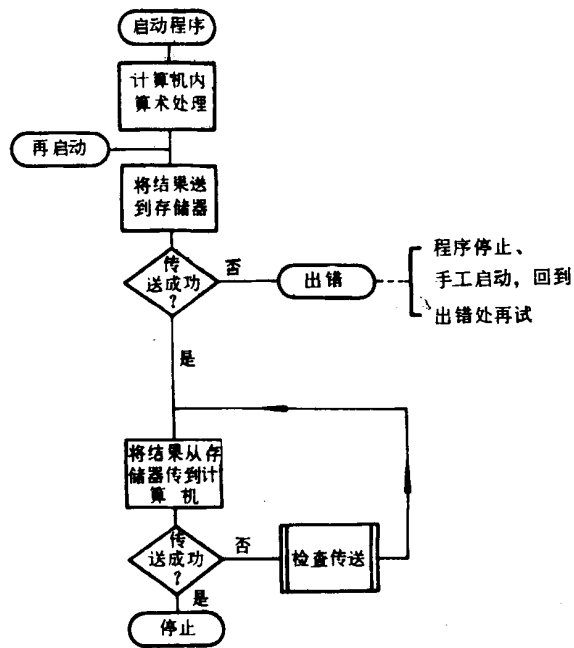 启动程序
计算机内
算术处理
再启动
将结果送
到存储器
传
送成功
?
否
出错
程序停止、
手工启动，回到
出错处再试
是
将结果从存
储器传到计
算 机
传
送成功
?
否
检查传送
是
停止